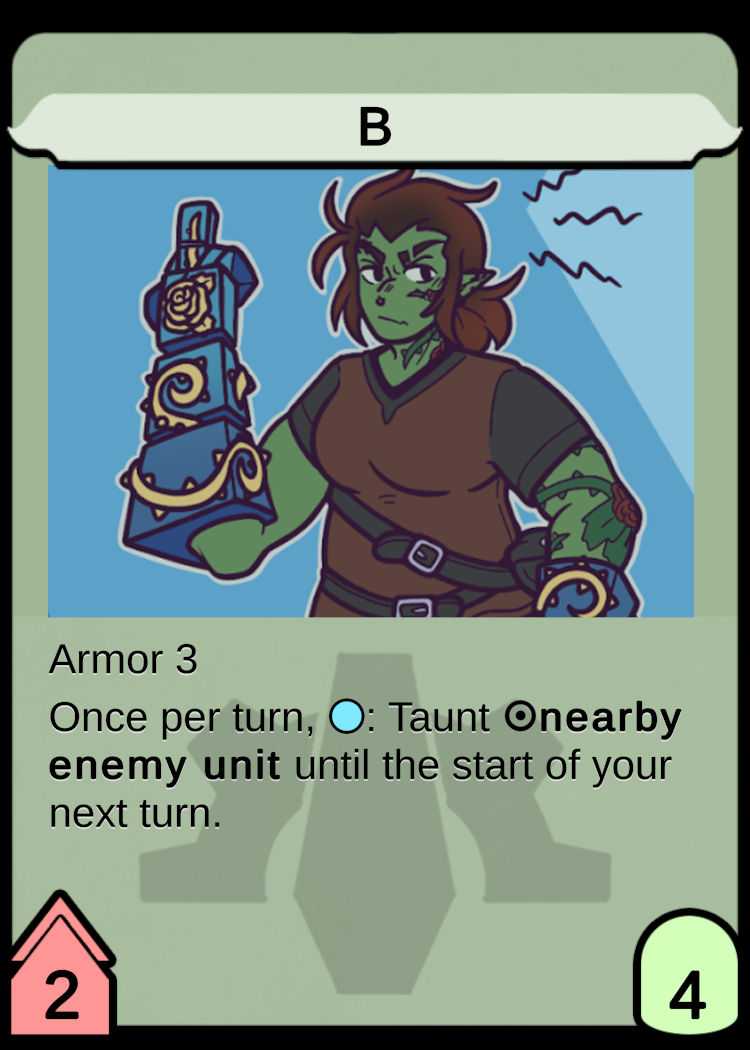 B
Armor 3
Once per turn, : Taunt nearby
enemy unit until the start of your
next turn.
2
4